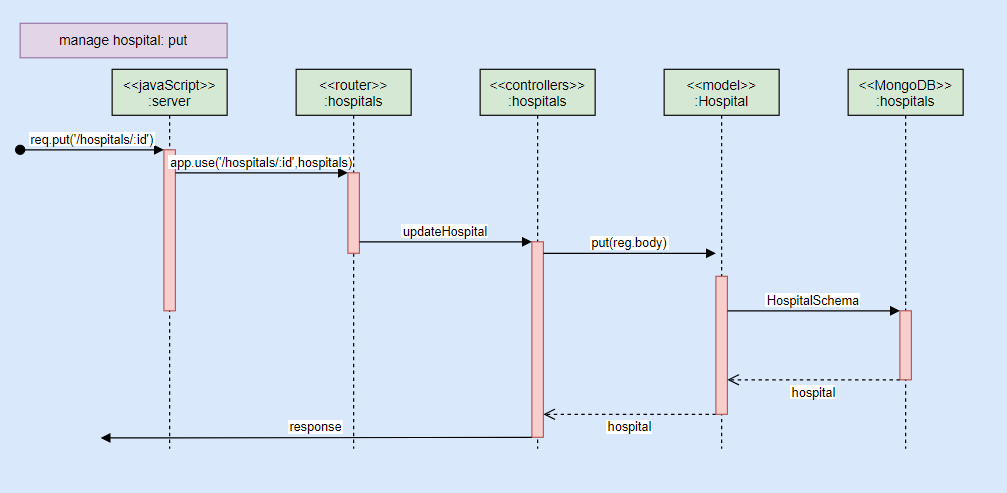 manage hospital: put
<<javaScript>>
:server
<<router>>
:hospitals
<<controllers>>
:hospitals
<<model>>
:Hospital
<<MongoDB>>
:hospitals
req.put('/hospitals/:id')
app.use('/hospitals/:id',hospitals)
updateHospital
put(reg.body)
HospitalSchema
hospital
hospital
response